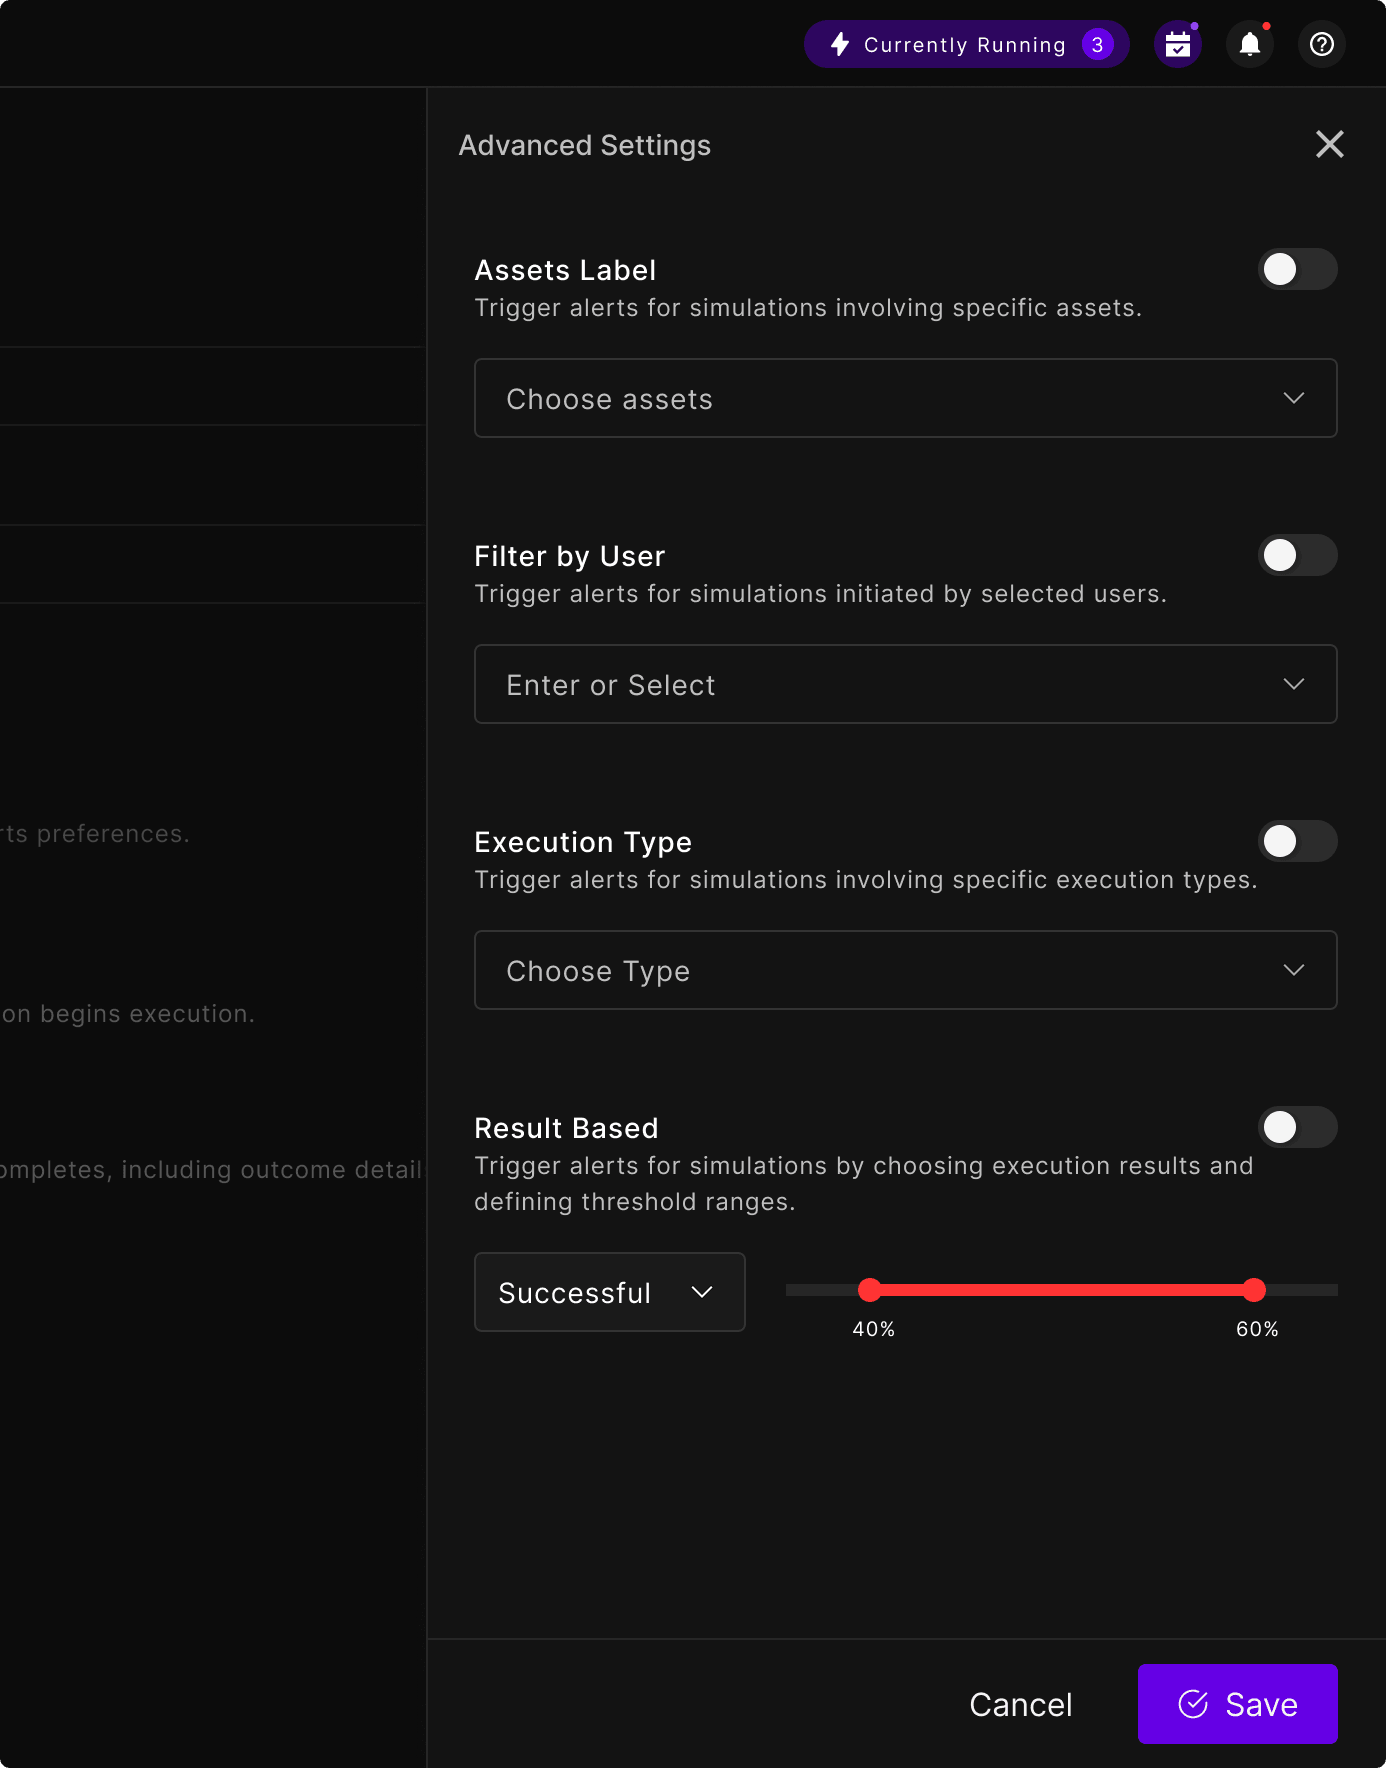 Currently Running 3
Advanced Settings
Assets Label
Trigger alerts for simulations involving specific assets.
Choose assets
Filter by User
Trigger alerts for simulations initiated by selected users.
Enter or Select
rts preferences.
Execution Type
Trigger alerts for simulations involving specific execution types.
Choose Type
on begins execution.
Result Based
Trigger alerts for simulations by choosing execution results and
ompletes, including outcome detail
defining threshold ranges.
Successful
40% 60%
Cancel
Save